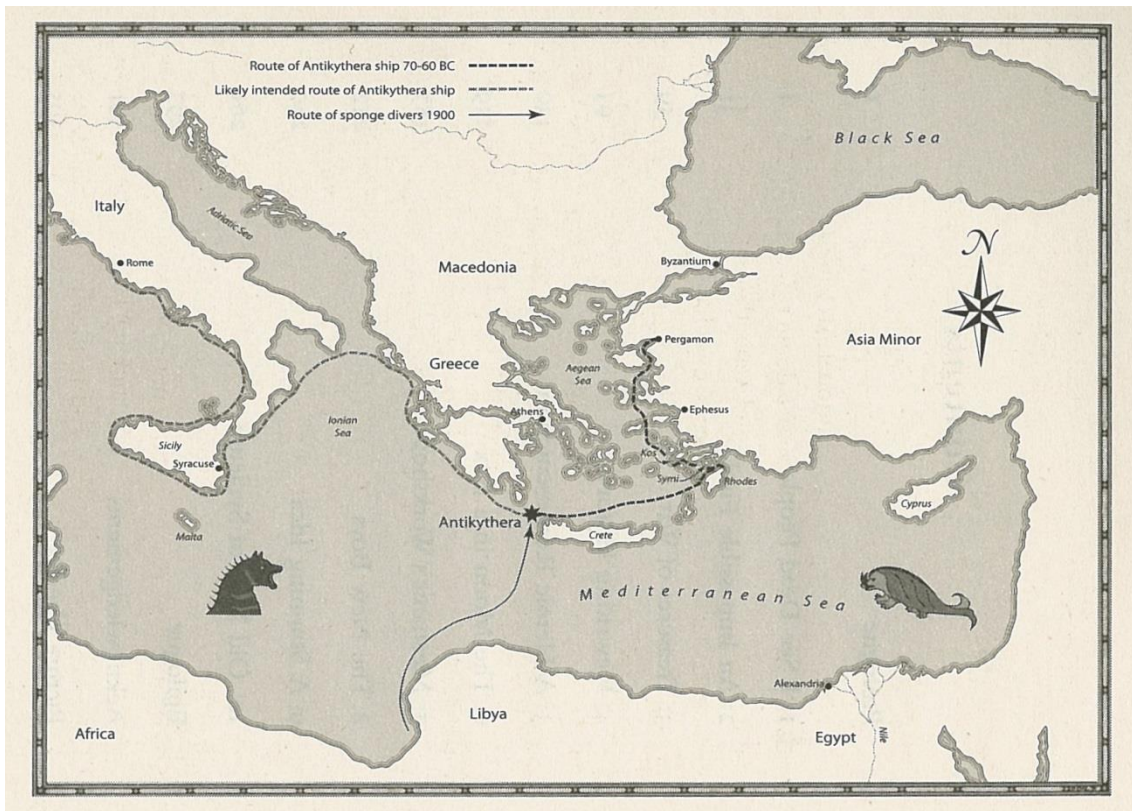 Route of Antikythera ship 70-60 BC
Likely intended route of Antikythera ship
Route of sponge divers 1900
Black Sea
Italy
Adriatic Sea
N
Rome
Macedonia
Byzantium
Pergamon
Asia Minor
Greece
Aegean Sea
Athens
Ephesus
Ionian Sea
Sicily
Syracuse
Kos
Symi
Rhodes
Cyprus
Antikythera
Crete
Malta
Mediterranean Sea
Alexandria
Libya
Africa
Egypt
Nile